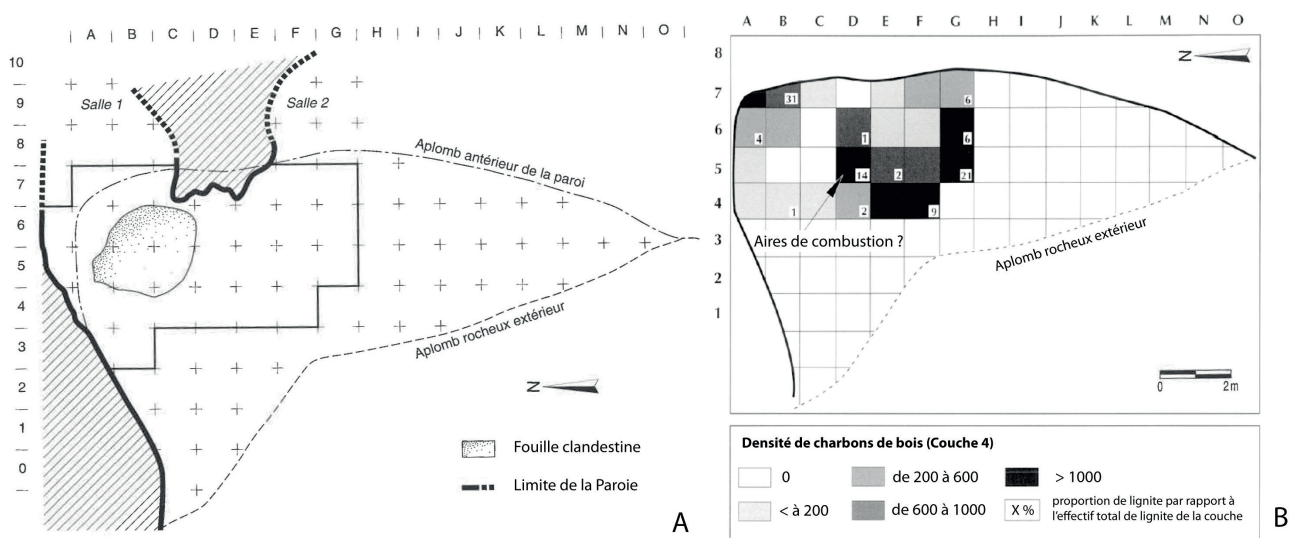 A B C D E F G H I J K L M N O
10
9
8
7
6
5
4
3
2
1
0
Salle 1
Salle 2
Aplomb antérieur de la paroi
Aplomb rocheux extérieur
N
Fouille clandestine
Limite de la Paroie
A
A B C D E F G H I J K L M N O
8
7
6
5
4
3
2
1
N
31 6
4 1 6
14 2 21
1 2 9
Aires de combustion ?
Aplomb rocheux extérieur
0 2m
Densité de charbons de bois (Couche 4)
0 de 200 à 600 > 1000
< à 200 de 600 à 1000 X % proportion de lignite par rapport à
l'effectif total de lignite de la couche
B